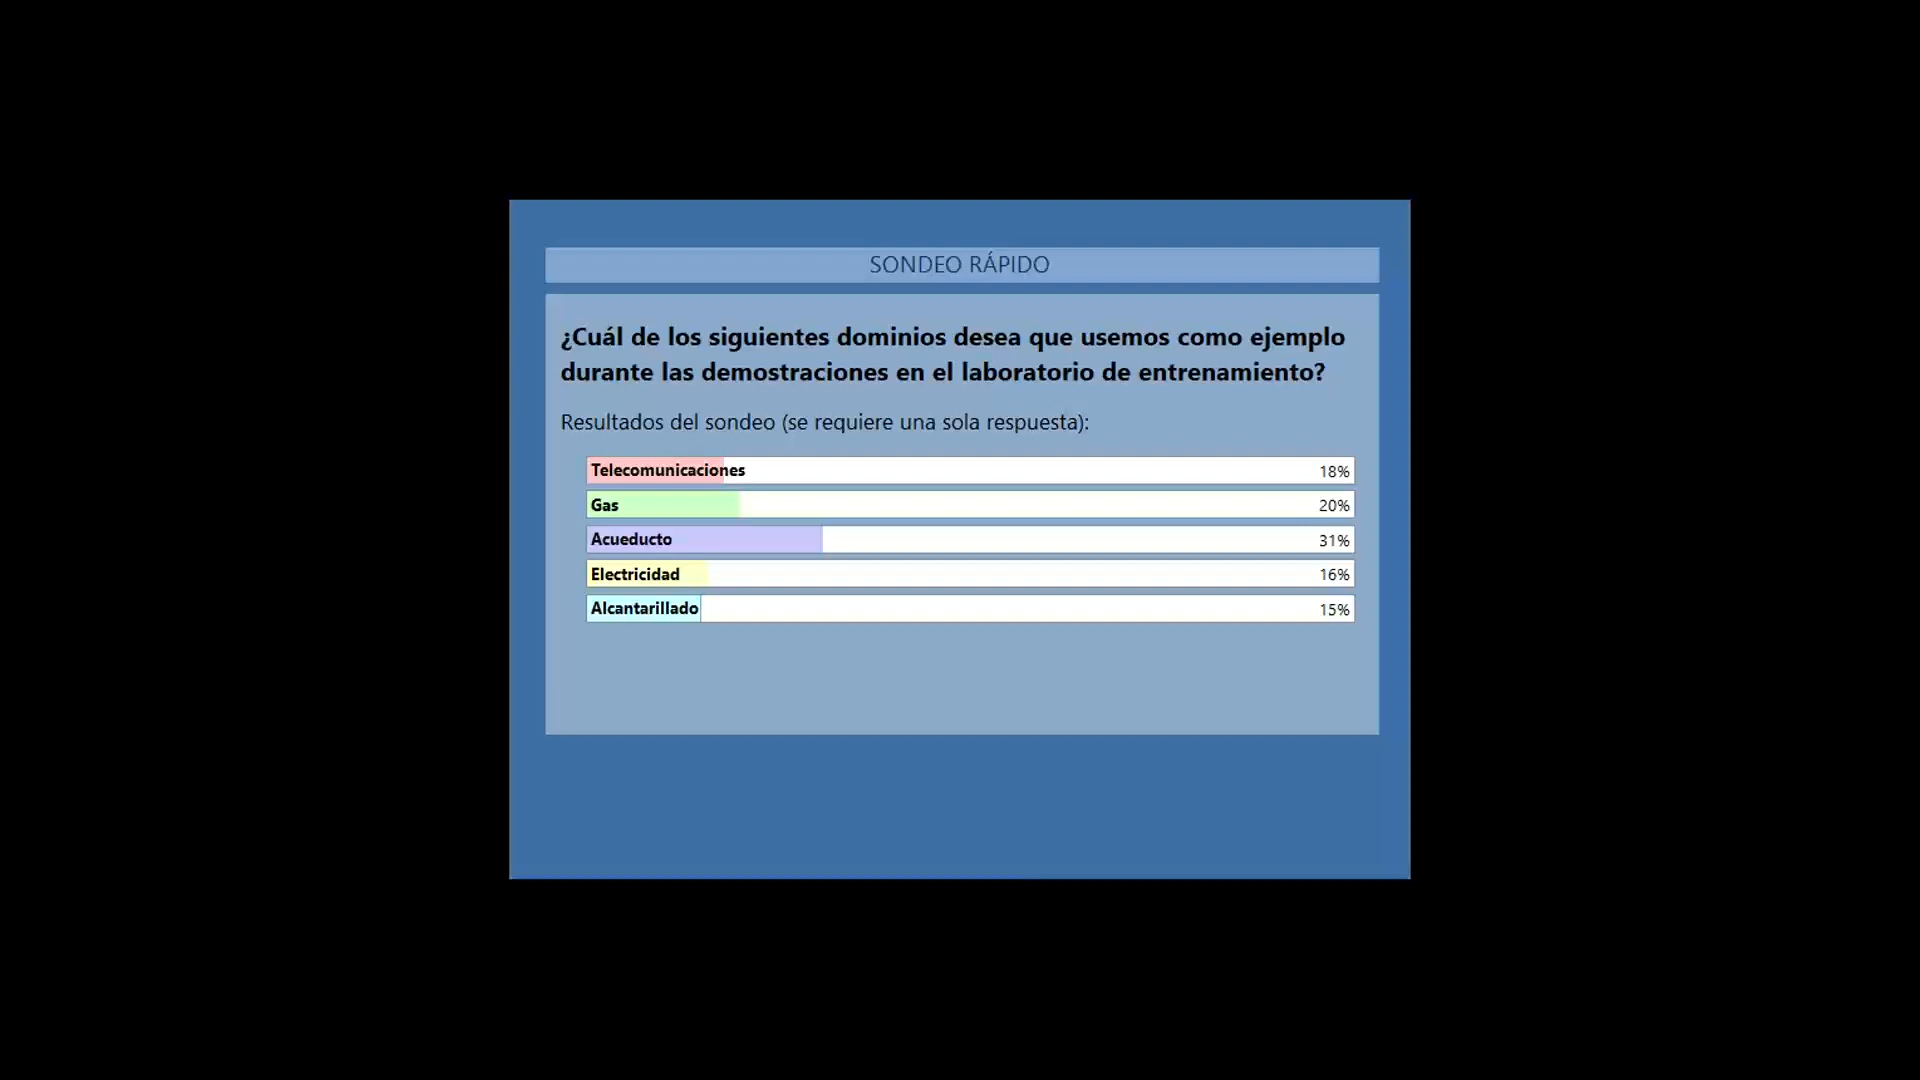 SONDEO RÁPIDO
¿Cuál de los siguientes dominios desea que usemos como ejemplo
durante las demostraciones en el laboratorio de entrenamiento?
Resultados del sondeo (se requiere una sola respuesta):
Telecomunicaciones 18%
Gas 20%
Acueducto 31%
Electricidad 16%
Alcantarillado 15%